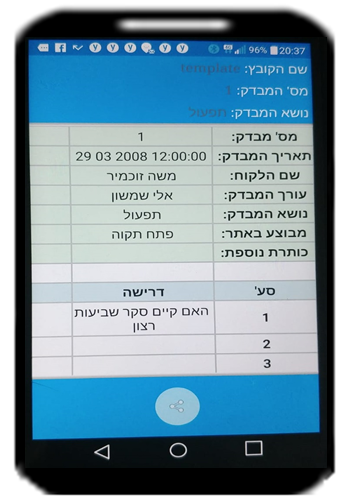 96% 20:37
שם הקובץ: template
מס' המבדק: 1
נושא המבדק: תפעול
מס' מבדק: 1
תאריך המבדק: 29 03 2008 12:00:00
שם הלקוח: משה זוכמיר
עורך המבדק: אלי שמשון
נושא המבדק: תפעול
מבוצע באתר: פתח תקוה
כותרת נוספת:
סע' דרישה
1 האם קיים סקר שביעות
רצון
2
3